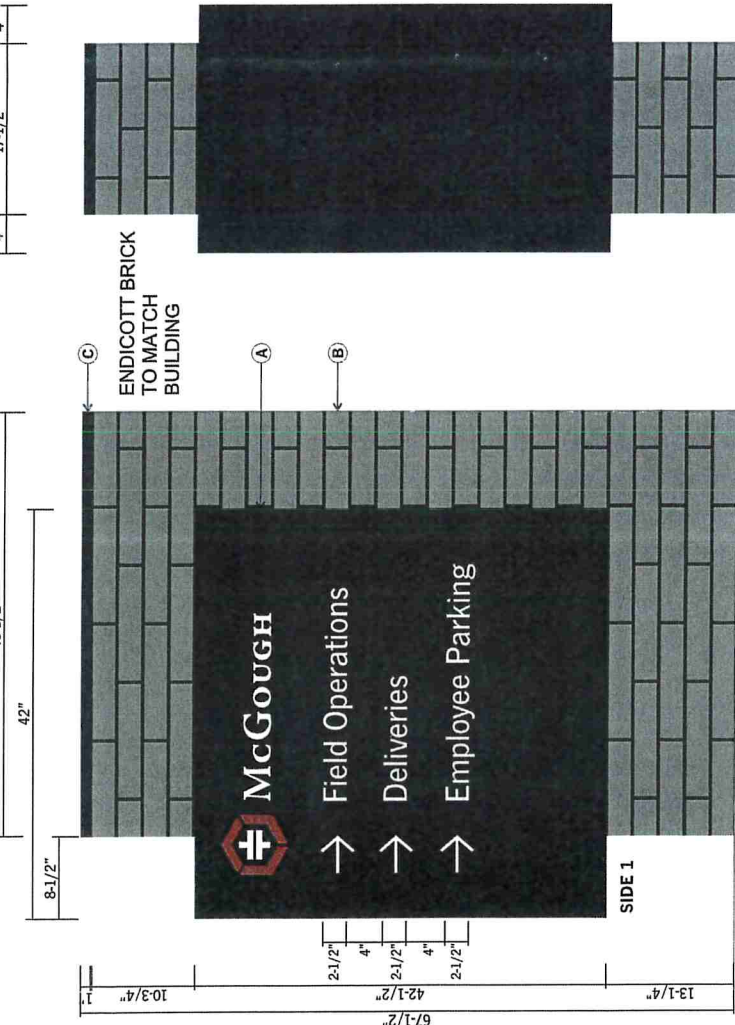 4"
42"
8-1/2"
C
ENDICOTT BRICK
TO MATCH
BUILDING
A
B
McGough
→ Field Operations
→ Deliveries
→ Employee Parking
SIDE 1
2-1/2"
4"
2-1/2"
4"
2-1/2"
1"
10-3/4"
42-1/2"
13-1/4"
67-1/2"